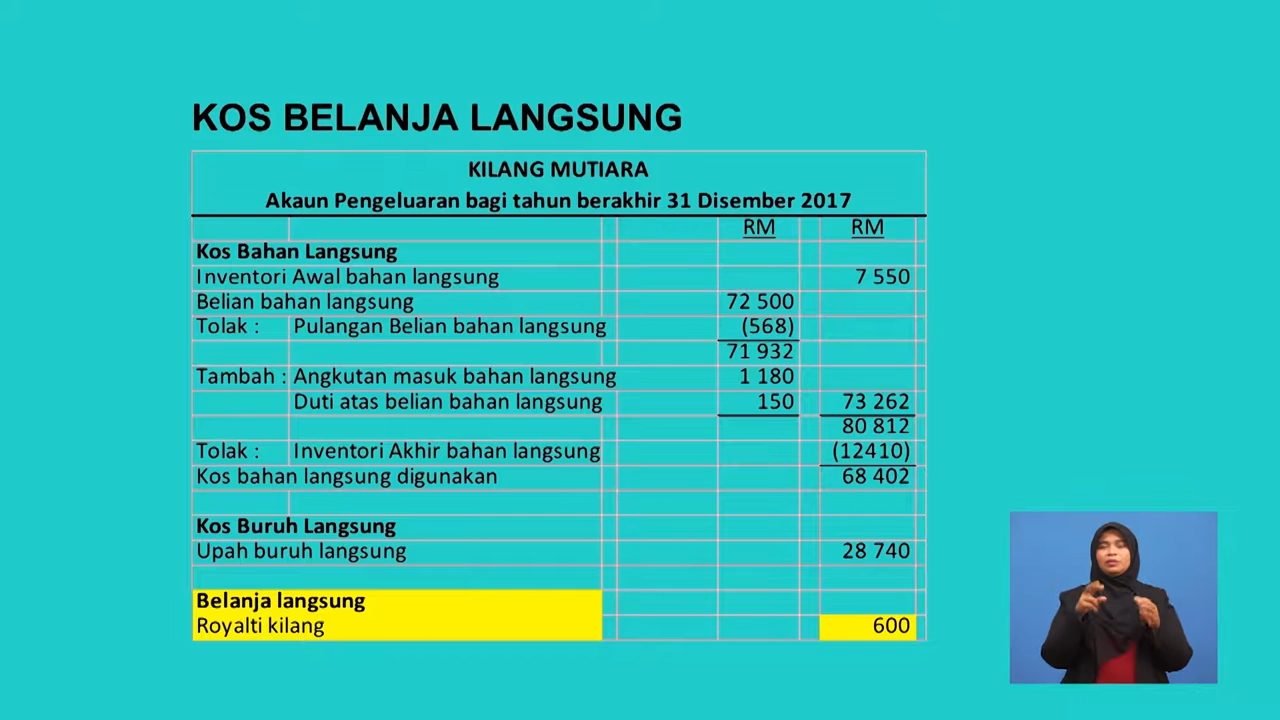 KOS BELANJA LANGSUNG
KILANG MUTIARA
Akaun Pengeluaran bagi tahun berakhir 31 Disember 2017
RM RM
Kos Bahan Langsung
Inventori Awal bahan langsung 7 550
Belian bahan langsung 72 500
Tolak : Pulangan Belian bahan langsung (568)
71 932
Tambah : Angkutan masuk bahan langsung 1 180
Duti atas belian bahan langsung 150 73 262
80 812
Tolak : Inventori Akhir bahan langsung (12410)
Kos bahan langsung digunakan 68 402
Kos Buruh Langsung
Upah buruh langsung 28 740
Belanja langsung
Royalti kilang 600